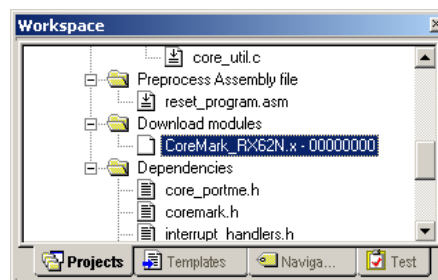 Workspace
core_util.c
Preprocess Assembly file
reset_program.asm
Download modules
CoreMark_RX62N.x - 00000000
Dependencies
core_portme.h
coremark.h
interrupt_handlers.h
Projects Templates Naviga... Test